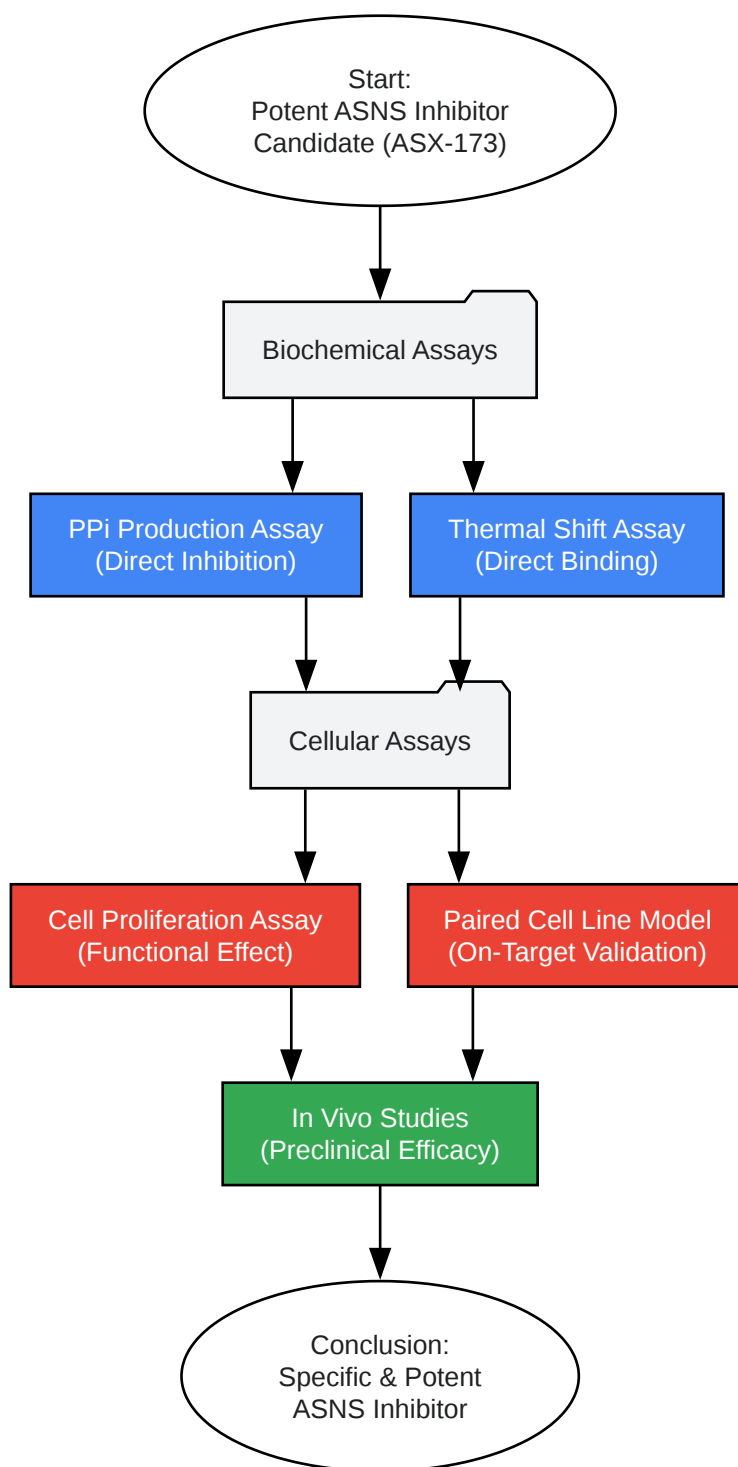 Start:
Potent ASNS Inhibitor
Candidate (ASX-173)
Biochemical Assays
PPi Production Assay
(Direct Inhibition)
Thermal Shift Assay
(Direct Binding)
Cellular Assays
Cell Proliferation Assay
(Functional Effect)
Paired Cell Line Model
(On-Target Validation)
In Vivo Studies
(Preclinical Efficacy)
Conclusion:
Specific & Potent
ASNS Inhibitor